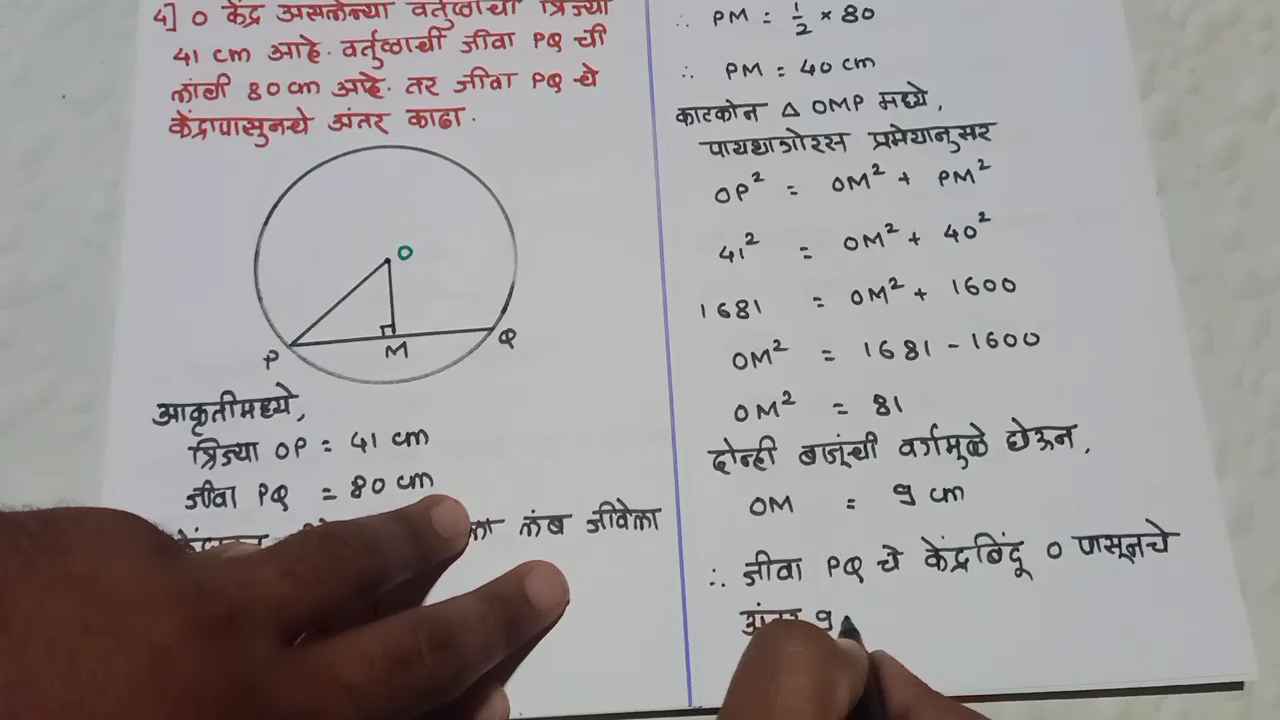 4] O केंद्र असलेल्या वर्तुळाची त्रिज्या
41 cm आहे. वर्तुळाची जीवा PQ ची
लांबी 80 cm आहे. तर जीवा PQ चे
केंद्रापासुनचे अंतर काढा.
O
P
M
Q
आकृतीमध्ये,
त्रिज्या OP = 41 cm
जीवा PQ = 80 cm
लंब जीवेला
∴ PM = 1/2 × 80
∴ PM = 40 cm
काटकोन Δ OMP मध्ये,
पायथागोरस प्रमेयानुसर
OP² = OM² + PM²
41² = OM² + 40²
1681 = OM² + 1600
OM² = 1681 - 1600
OM² = 81
दोन्ही बाजूंची वर्गमुळे घेऊन,
OM = 9 cm
∴ जीवा PQ चे केंद्रबिंदू O पासूनचे
अंतर 9